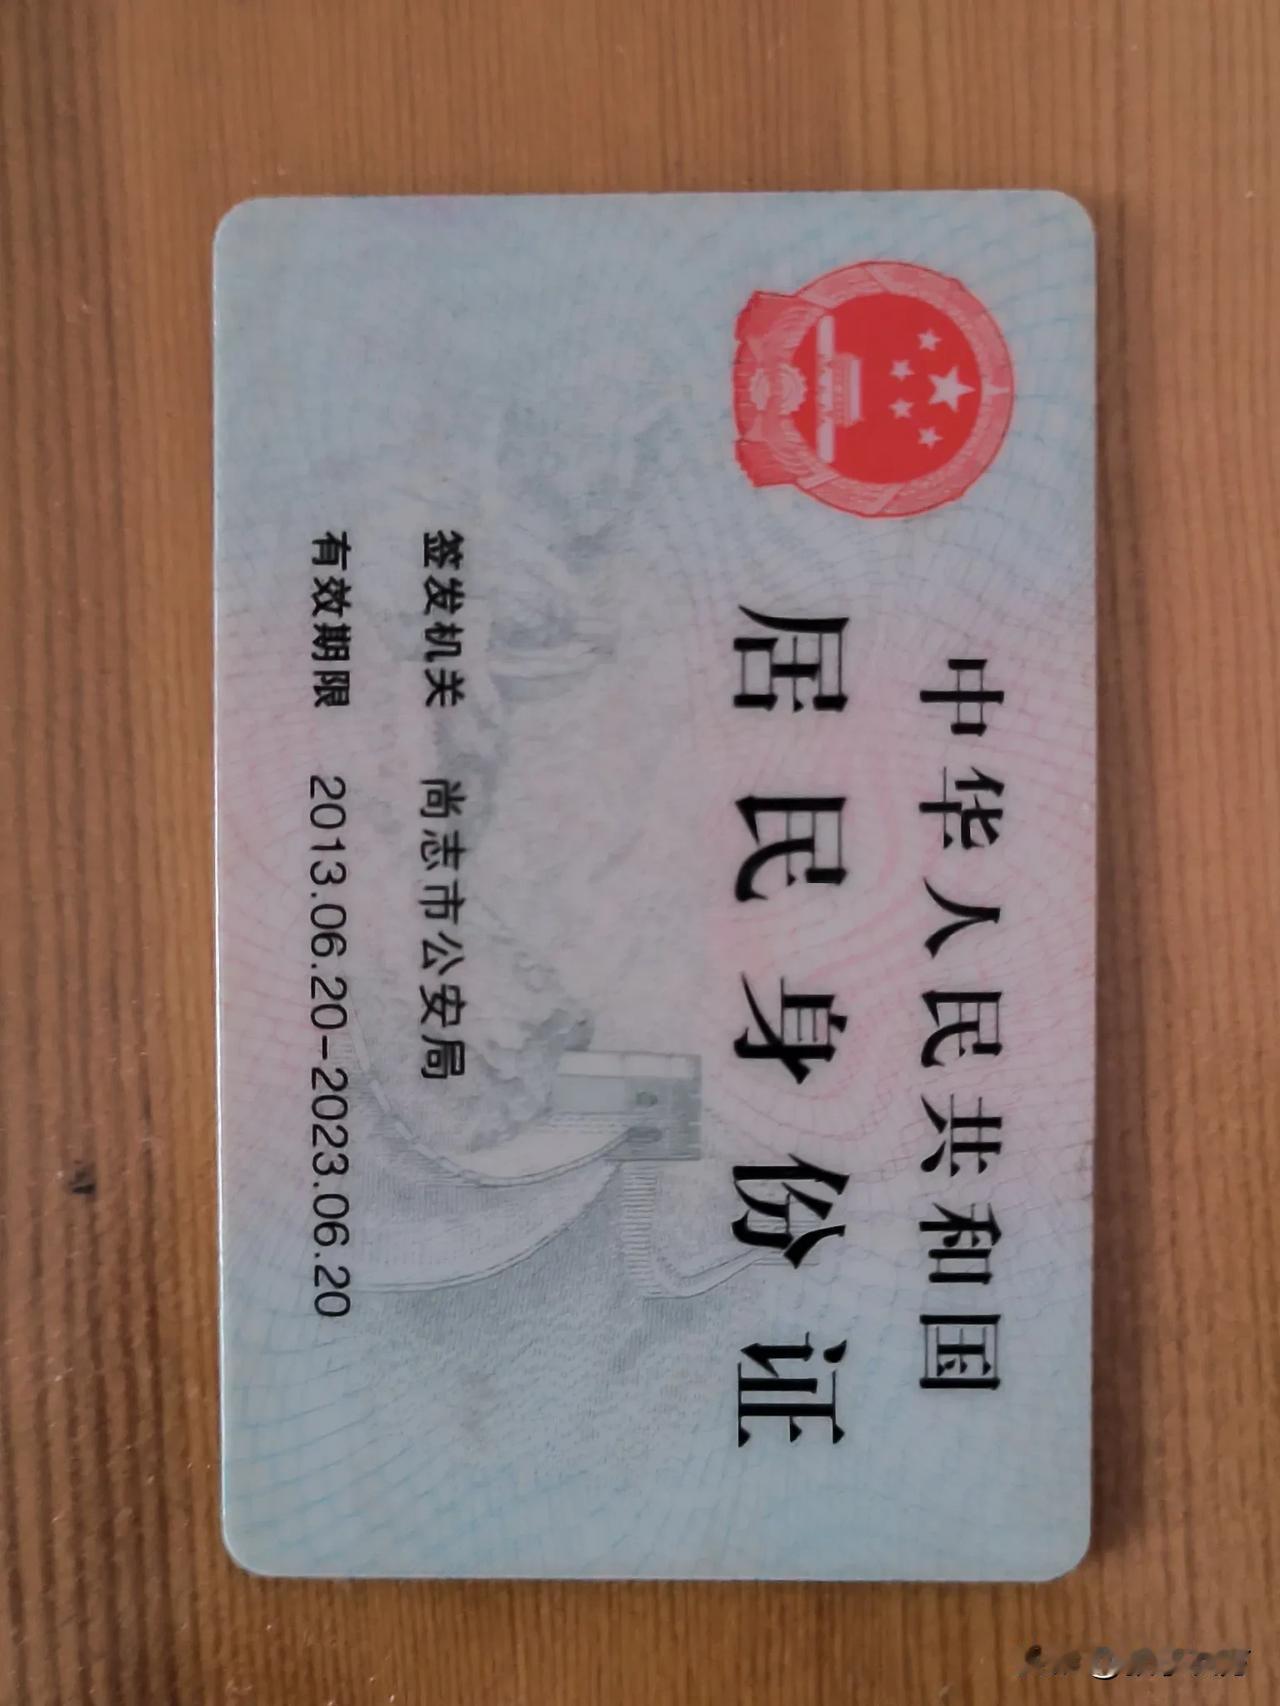 中华人民共和国
居民身份证
签发机关 尚志市公安局
有效期限 2013.06.20-2023.06.20